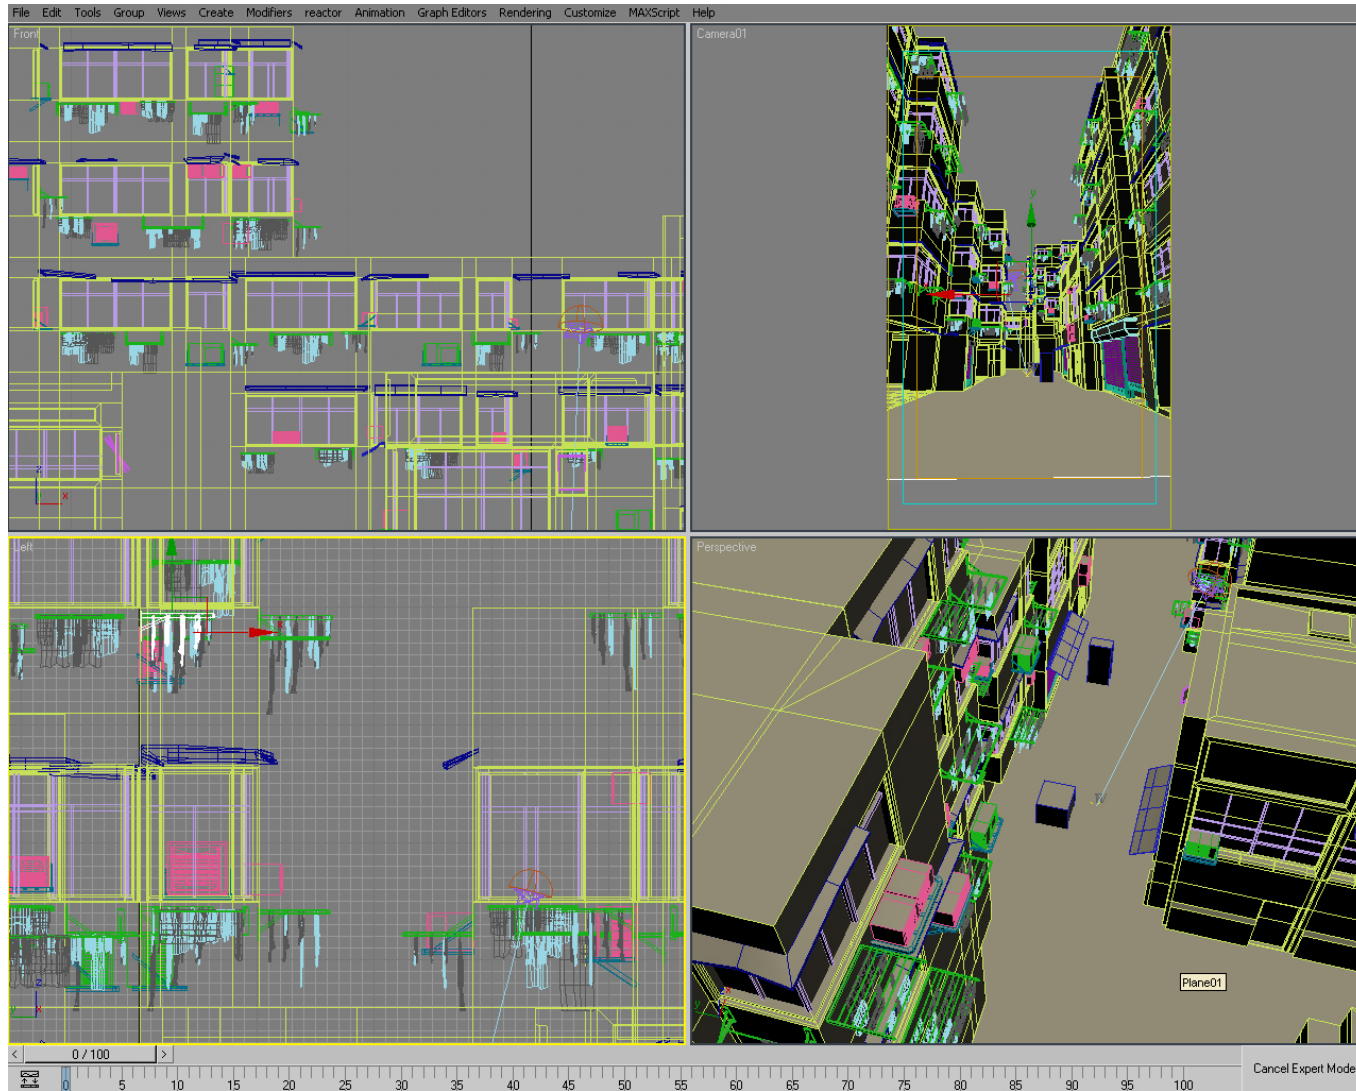 File Edit Tools Group Views Create Modifiers reactor Animation Graph Editors Rendering Customize MAXScript Help
Front
Camera01
y
z
x
Left
Perspective
z
y
x
Plane01
y
x
< 0 / 100 >
0 5 10 15 20 25 30 35 40 45 50 55 60 65 70 75 80 85 90 95 100
Cancel Expert Mode